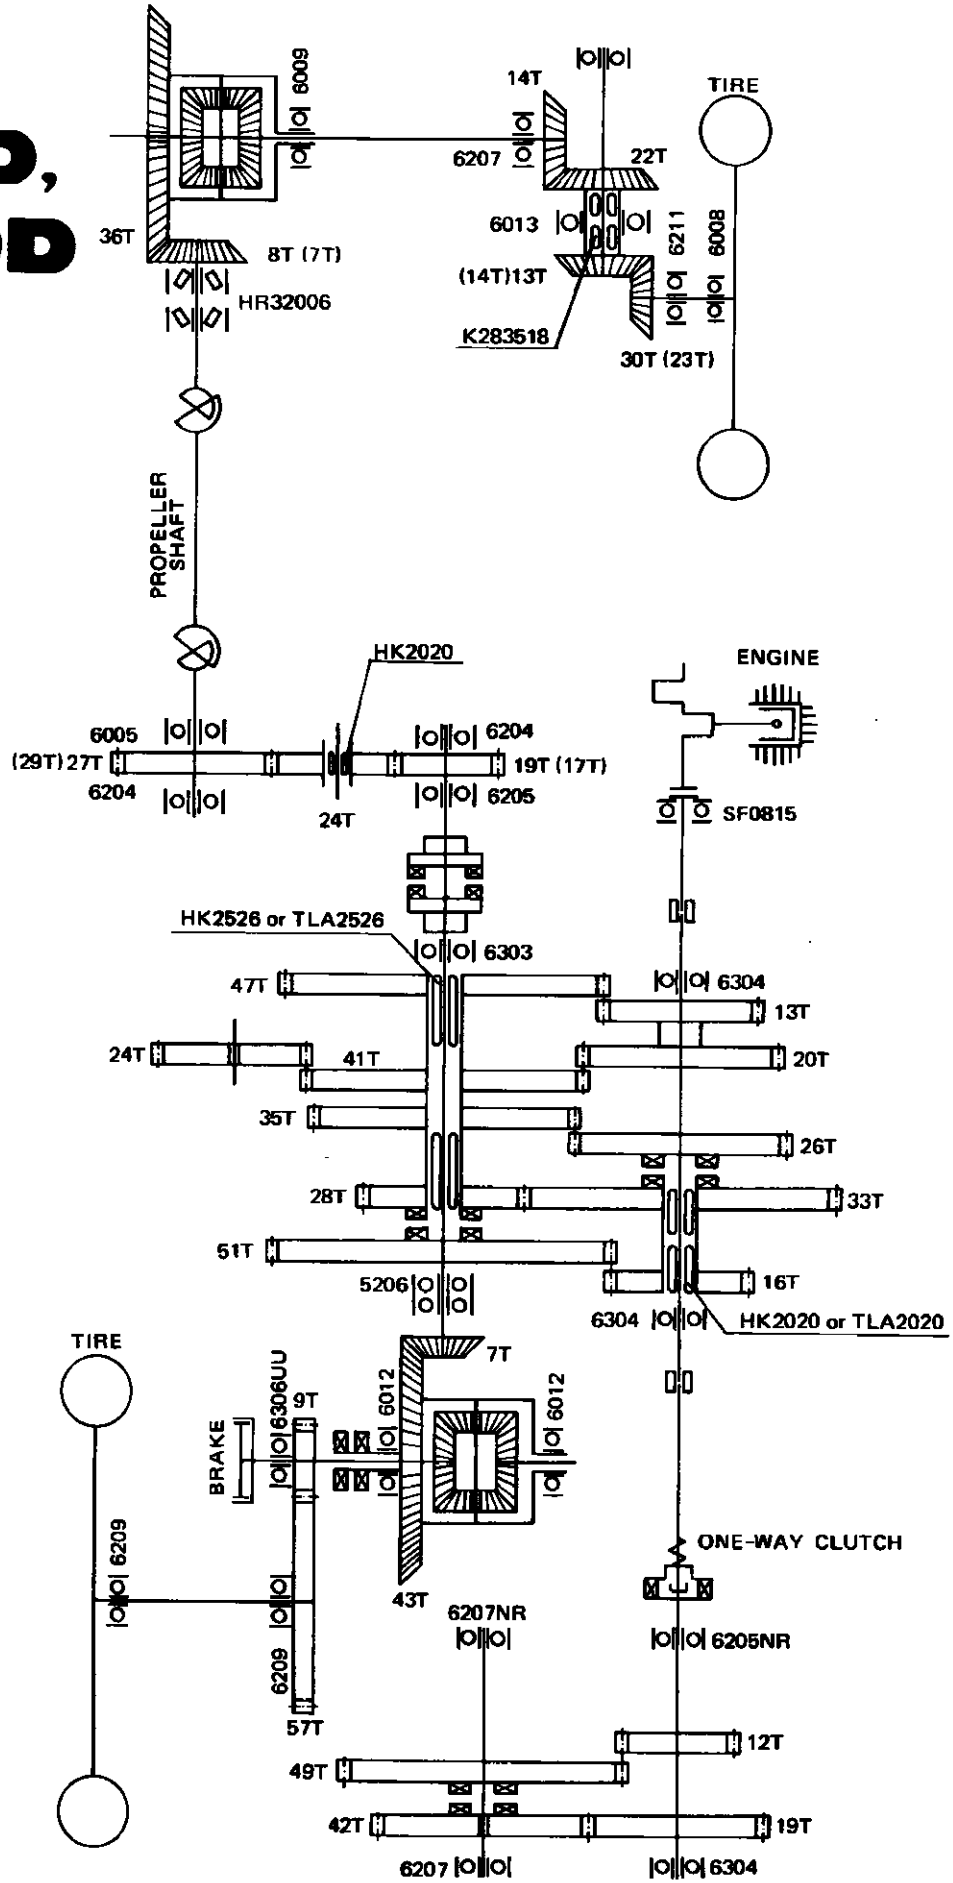 D,
OD
6009
14T
TIRE
6207
22T
36T
8T (7T)
6013
6211
6008
HR32006
(14T)13T
K283518
30T (23T)
PROPELLER
SHAFT
HK2020
ENGINE
6005
6204
(29T) 27T
19T (17T)
6204
6205
24T
SF0815
HK2526 or TLA2526
6303
6304
47T
13T
24T
41T
20T
35T
26T
28T
33T
51T
5206
16T
6304
HK2020 or TLA2020
TIRE
7T
6306UU
9T
6012
6012
BRAKE
6209
ONE-WAY CLUTCH
43T
6207NR
6205NR
6209
57T
12T
49T
42T
19T
6207
6304